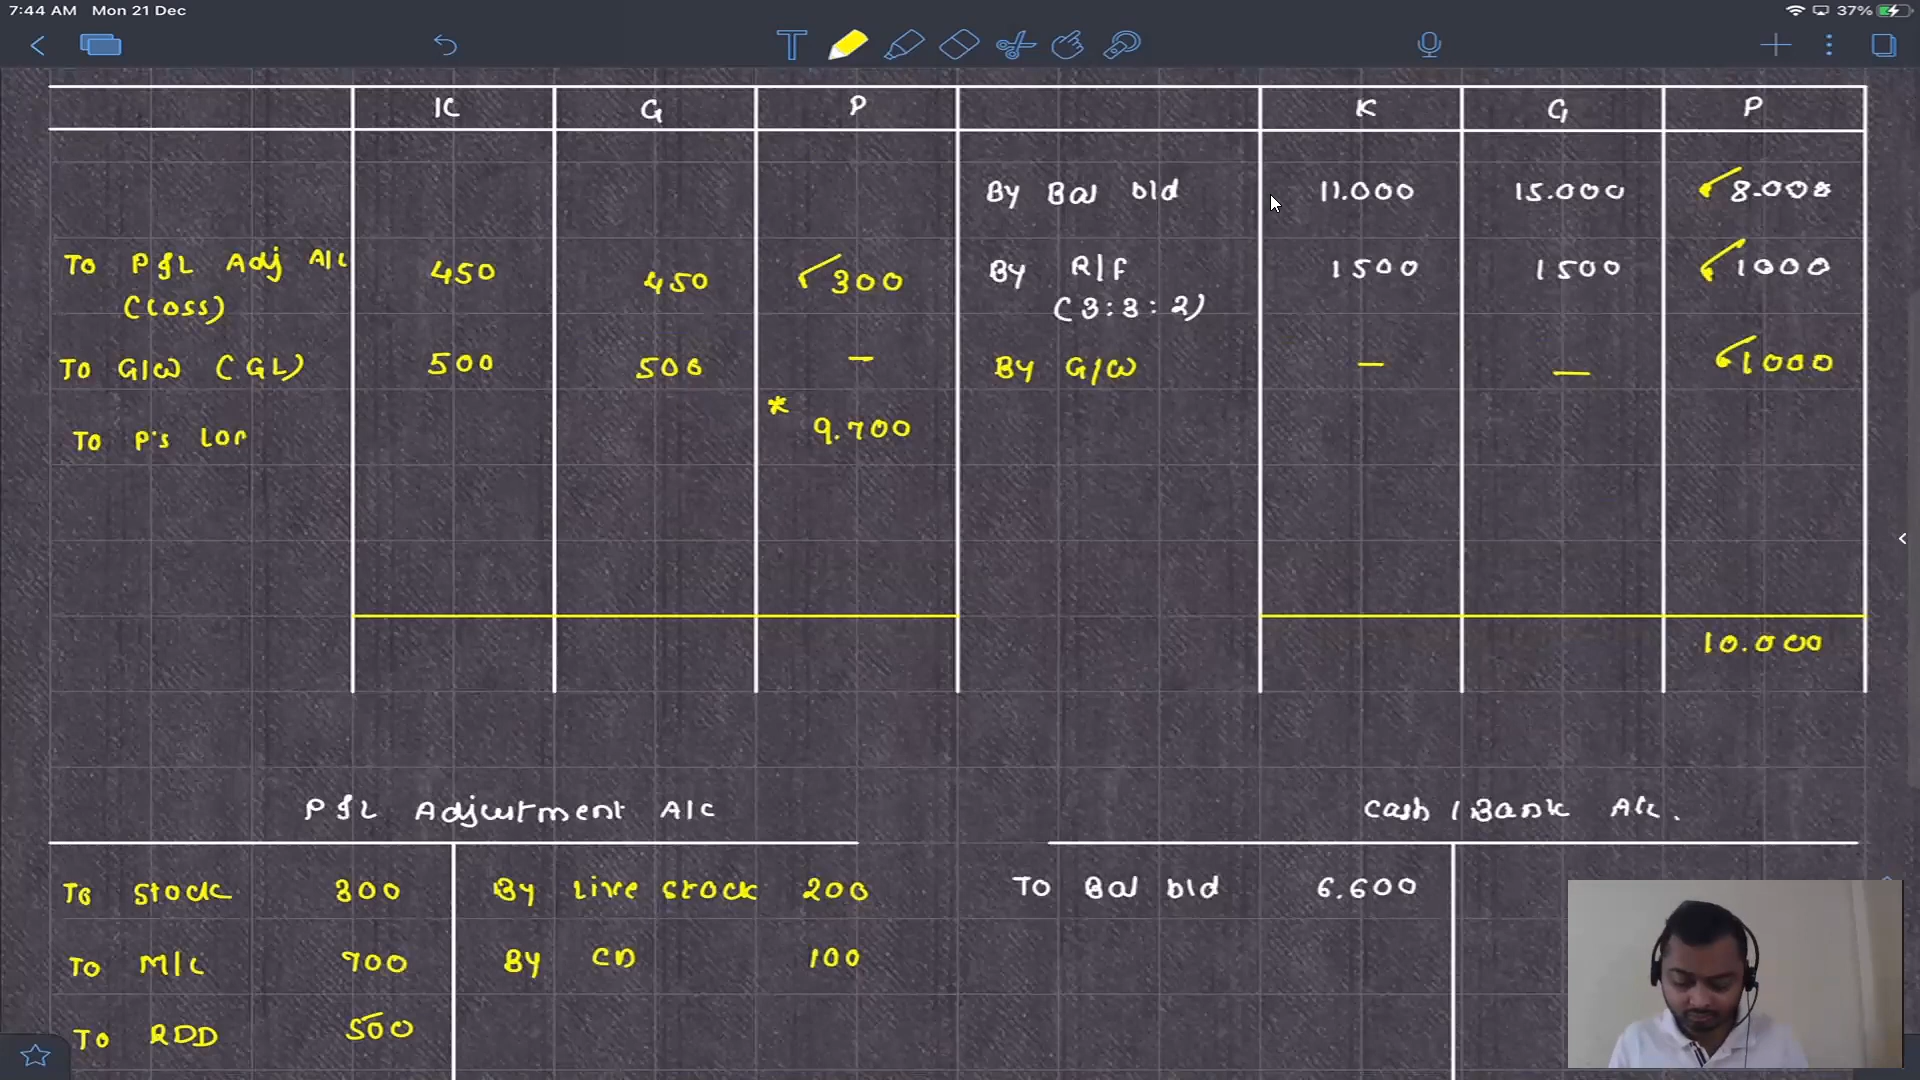 7:44 AM Mon 21 Dec
37%
IC G P K G P
By Bal b/d 11.000 15.000 8.000
To P&L Adj A/c 450 450 300 By R/F 1500 1500 1000
(Loss) (3:3:2)
To G/W (GL) 500 500 — By G/W — — 1000
* 9.700
To P's Loa
10.000
P&L Adjustment A/c Cash / Bank A/c.
To Stock 300 By Live stock 200 To Bal b/d 6.600
To M/C 700 By CD 100
To RDD 500